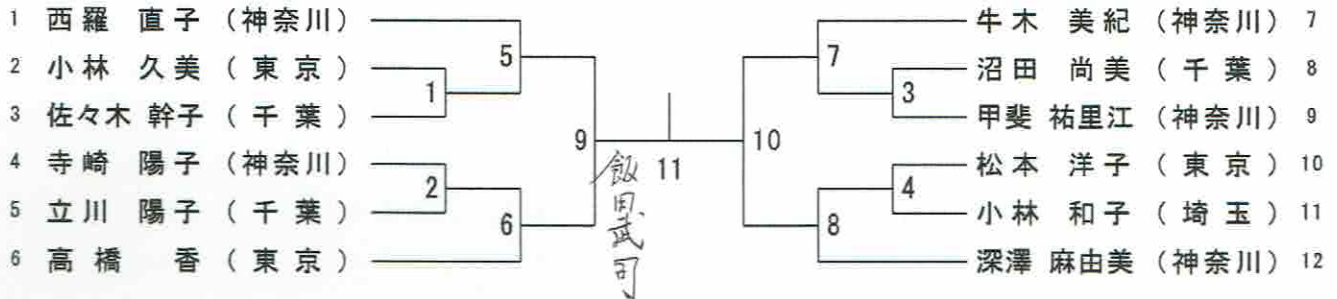 1 西羅 直子 (神奈川)
2 小林 久美 (東京)
3 佐々木 幹子 (千葉)
4 寺崎 陽子 (神奈川)
5 立川 陽子 (千葉)
6 高橋 香 (東京)
5
1
2
6
9
飯田武司
11
10
7
3
4
8
牛木 美紀 (神奈川) 7
沼田 尚美 (千葉) 8
甲斐 祐里江 (神奈川) 9
松本 洋子 (東京) 10
小林 和子 (埼玉) 11
深澤 麻由美 (神奈川) 12